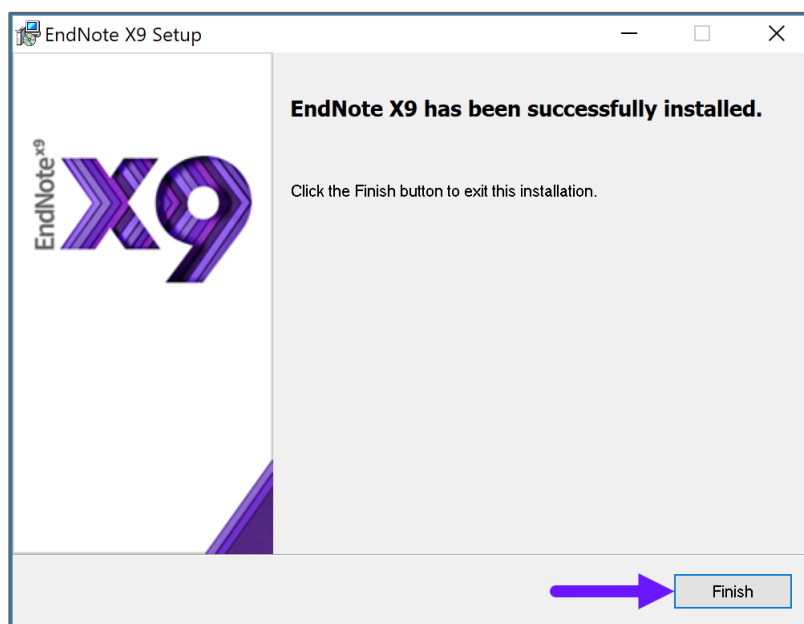 EndNote X9 Setup
EndNote X9 has been successfully installed.
EndNote x9
X9
Click the Finish button to exit this installation.
Finish